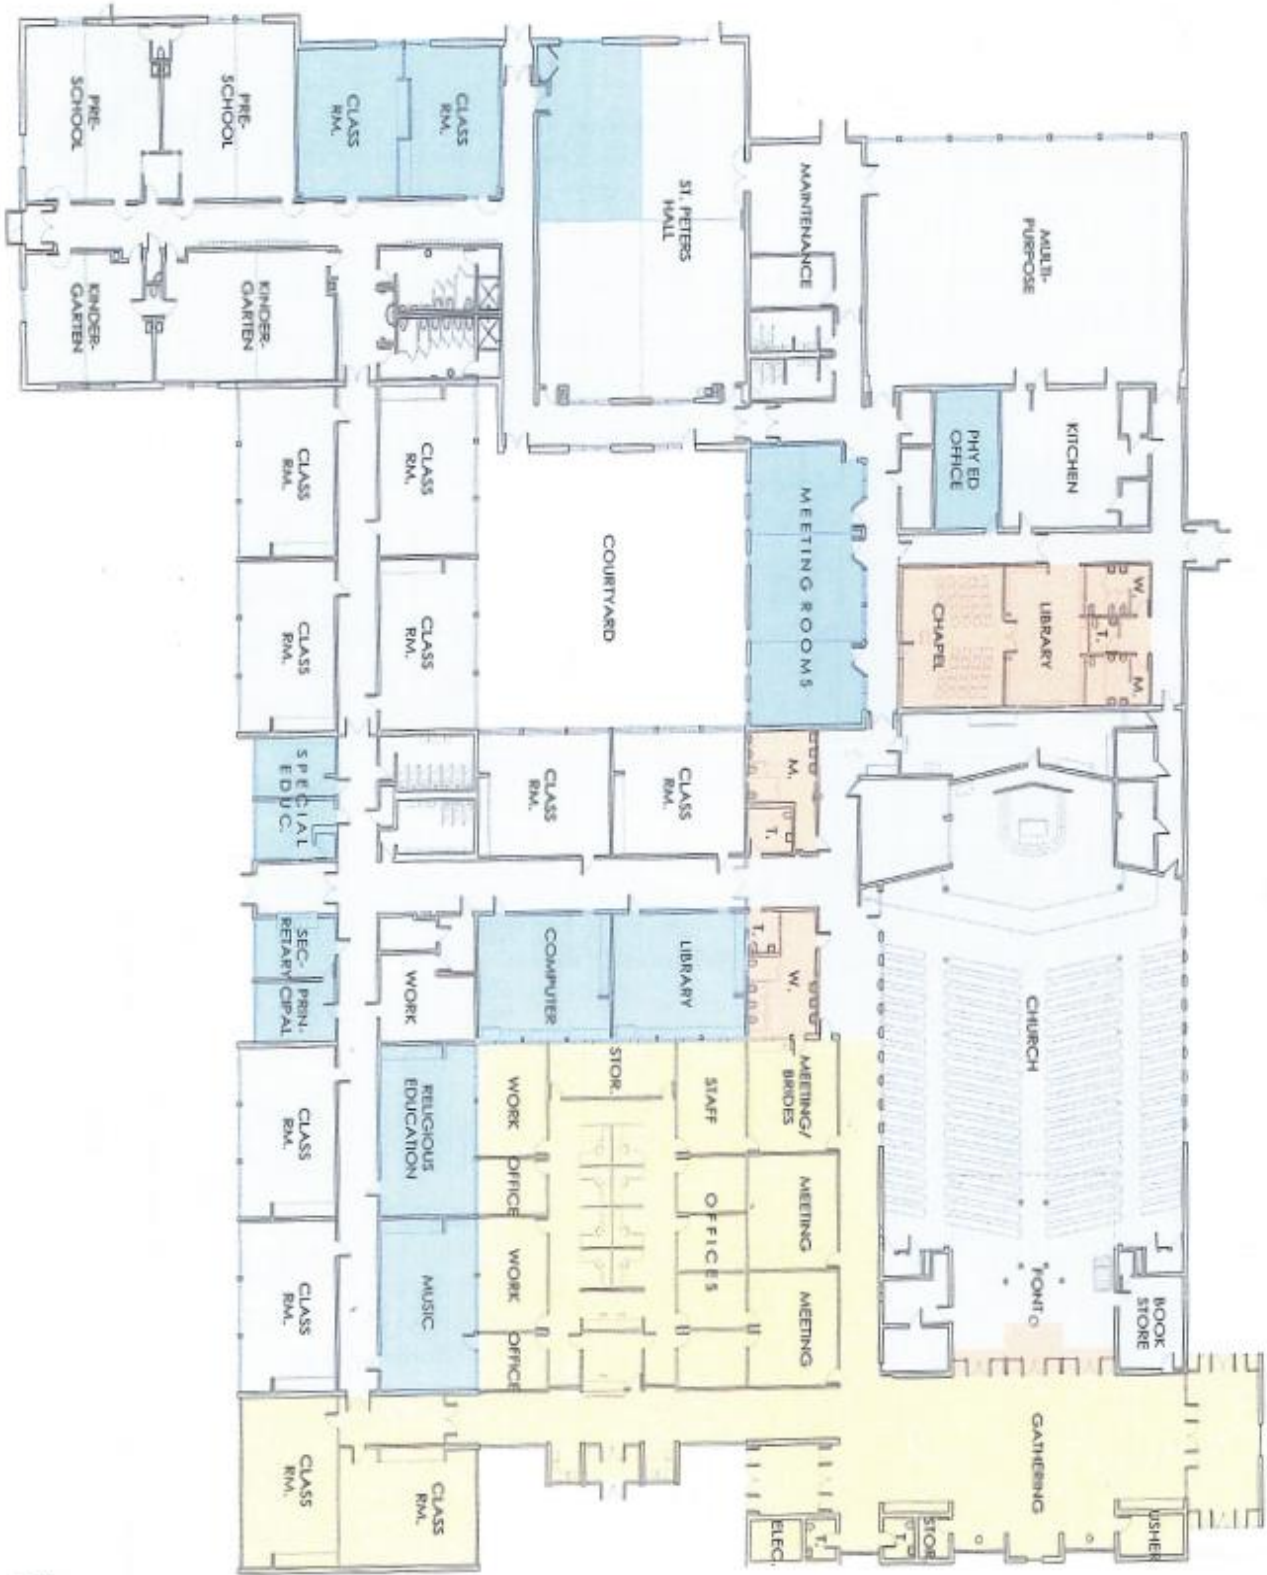 PRE-
SCHOOL
PRE-
SCHOOL
CLASS
RM.
CLASS
RM.
ST. PETERS
HALL
MAINTENANCE
MULTI-
PURPOSE
KINDER-
GARTEN
KINDER-
GARTEN
CLASS
RM.
CLASS
RM.
COURTYARD
MEETING ROOMS
PHY ED
OFFICE
KITCHEN
CLASS
RM.
CLASS
RM.
CHAPEL
LIBRARY
W.
T.
M.
SPECIAL
EDUC.
CLASS
RM.
CLASS
RM.
M.
T.
SEC-
RETARY
PRIN-
CIPAL
WORK
COMPUTER
LIBRARY
T.
W.
CHURCH
CLASS
RM.
RELIGIOUS
EDUCATION
WORK
OFFICE
STOR.
STAFF
OFFICES
MEETING/
BRIDES
MEETING
CLASS
RM.
MUSIC
WORK
OFFICE
MEETING
FONT
BOOK
STORE
CLASS
RM.
CLASS
RM.
GATHERING
ELEC.
T.
T.
STOR
USHER